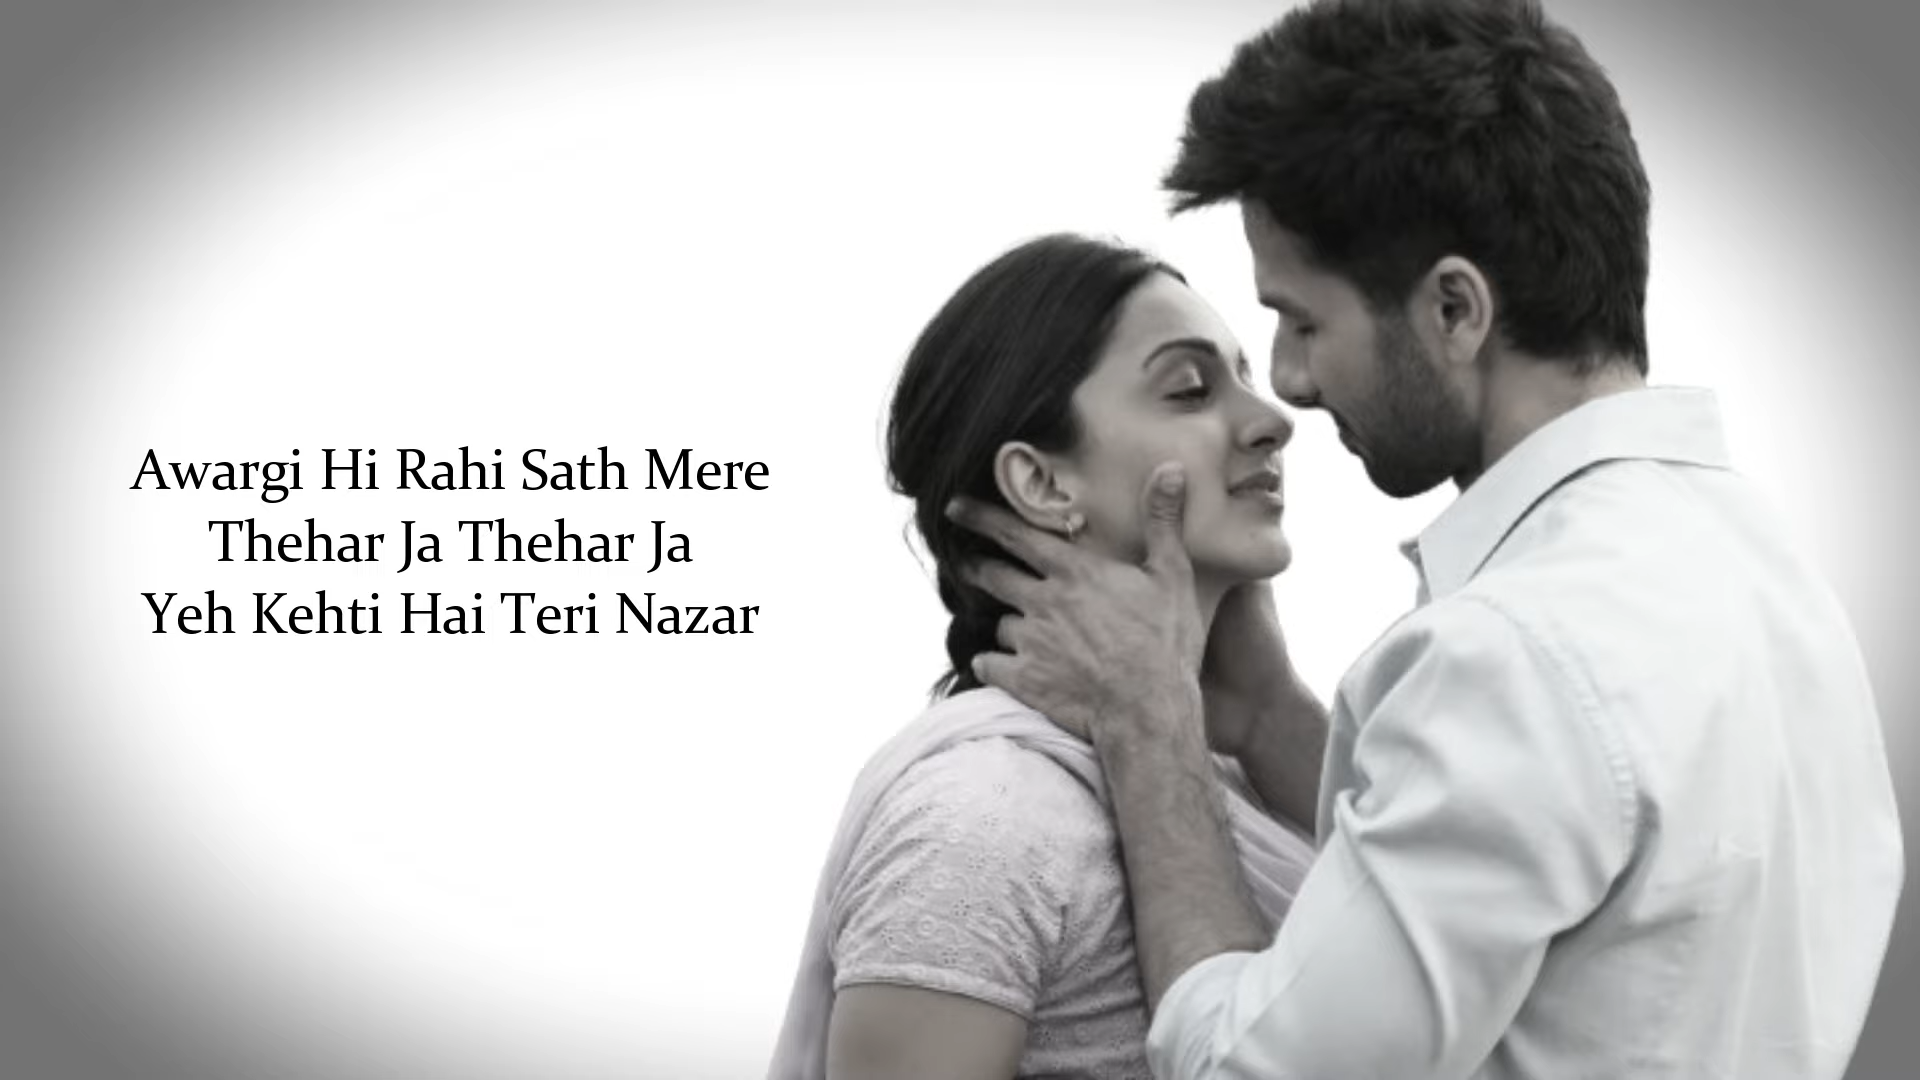 Awargi Hi Rahi Sath Mere
Thehar Ja Thehar Ja
Yeh Kehti Hai Teri Nazar